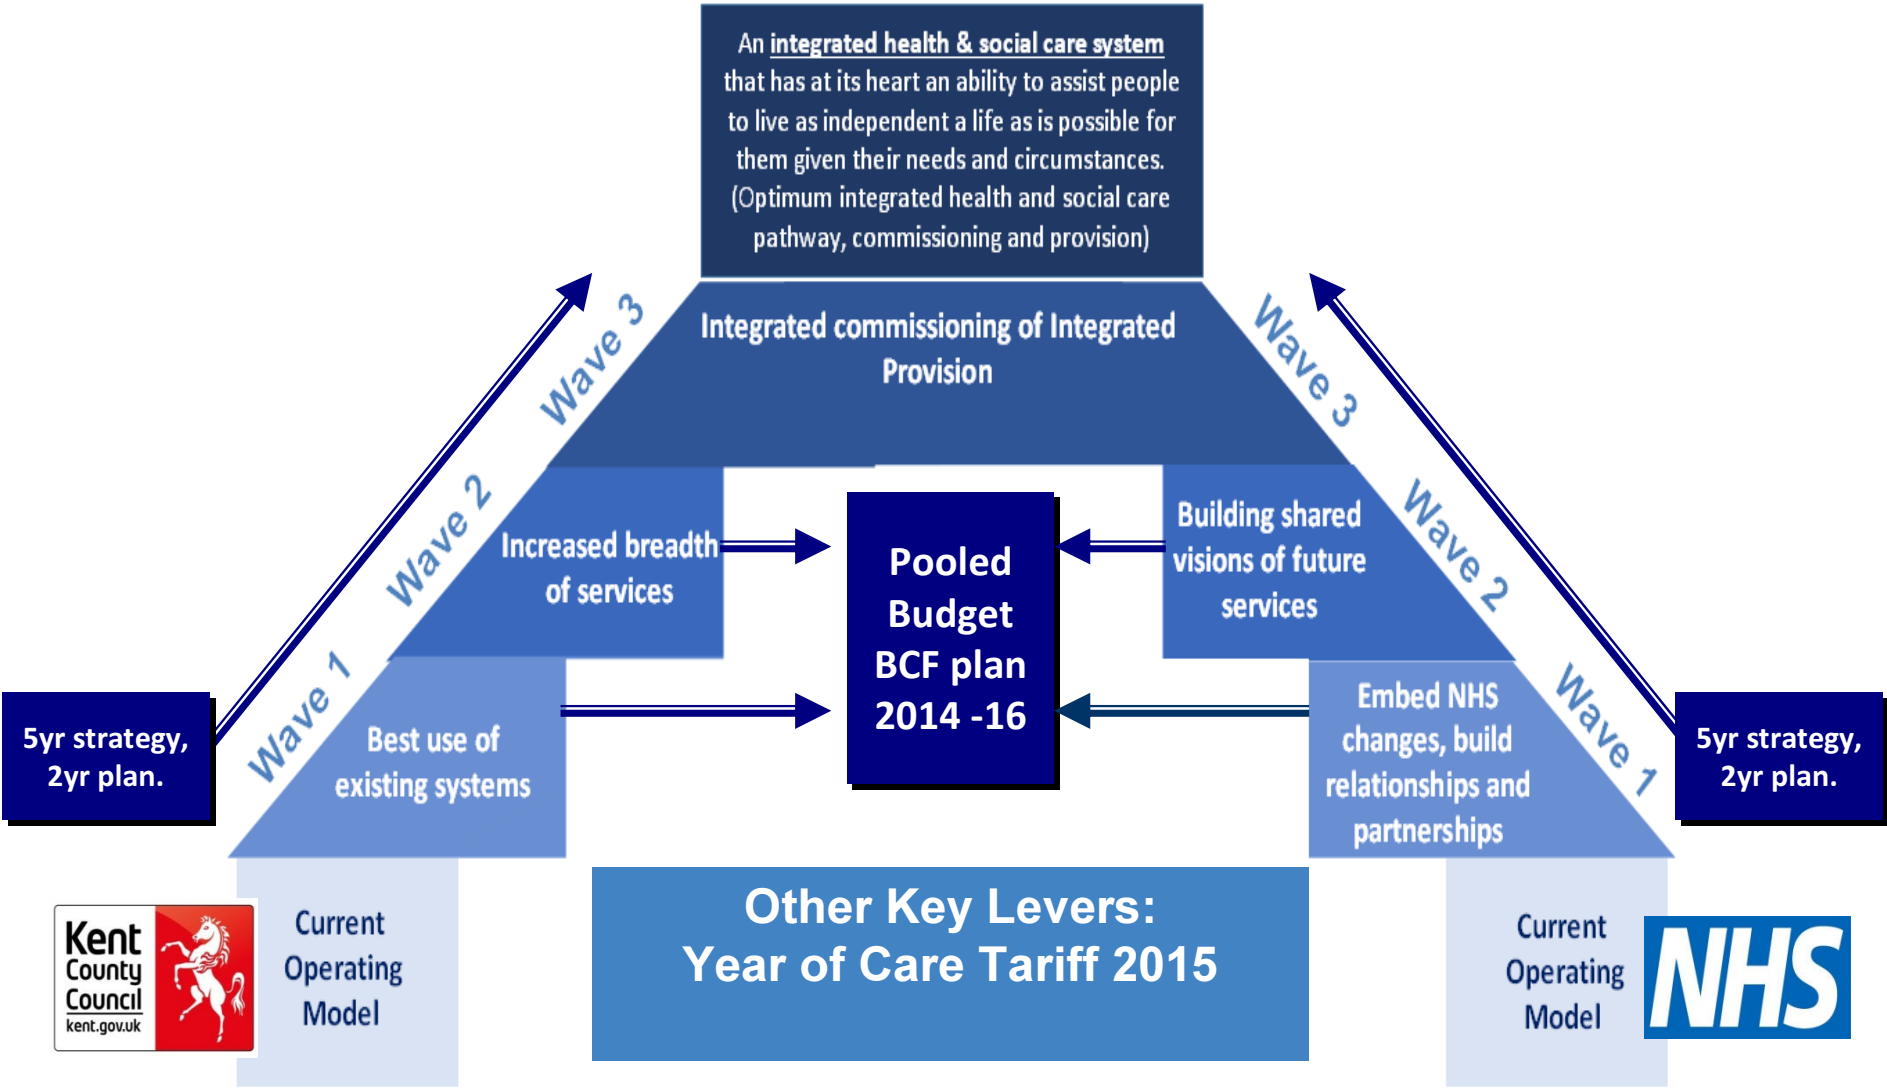 An integrated health & social care system
that has at its heart an ability to assist people
to live as independent a life as is possible for
them given their needs and circumstances.
(Optimum integrated health and social care
pathway, commissioning and provision)
Wave 3
Integrated commissioning of Integrated
Provision
Wave 3
Wave 2
Increased breadth
of services
Pooled
Budget
BCF plan
2014 -16
Building shared
visions of future
services
Wave 2
5yr strategy,
2yr plan.
Wave 1
Best use of
existing systems
Embed NHS
changes, build
relationships and
partnerships
Wave 1
5yr strategy,
2yr plan.
Kent
County
Council
kent.gov.uk
Current
Operating
Model
Other Key Levers:
Year of Care Tariff 2015
Current
Operating
Model
NHS